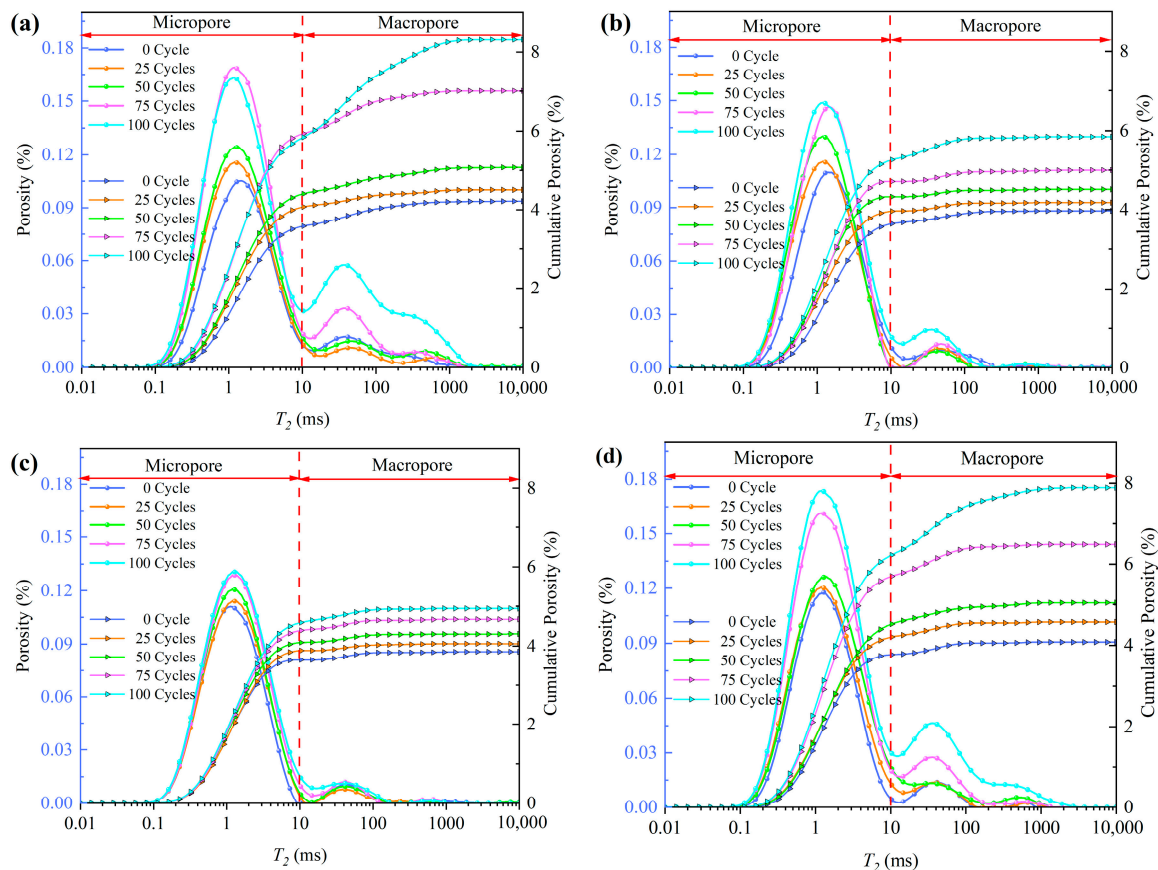 (a)
Micropore
Macropore
0.18
0.15
0.12
0.09
0.06
0.03
0.00
Porosity (%)
0 Cycle
25 Cycles
50 Cycles
75 Cycles
100 Cycles
0 Cycle
25 Cycles
50 Cycles
75 Cycles
100 Cycles
8
6
4
2
0
Cumulative Porosity (%)
0.01 0.1 1 10 100 1000 10,000
T2 (ms)
(b)
Micropore
Macropore
0.18
0.15
0.12
0.09
0.06
0.03
0.00
Porosity (%)
0 Cycle
25 Cycles
50 Cycles
75 Cycles
100 Cycles
0 Cycle
25 Cycles
50 Cycles
75 Cycles
100 Cycles
8
6
4
2
0
Cumulative Porosity (%)
0.01 0.1 1 10 100 1000 10,000
T2 (ms)
(c)
Micropore
Macropore
0.18
0.15
0.12
0.09
0.06
0.03
0.00
Porosity (%)
0 Cycle
25 Cycles
50 Cycles
75 Cycles
100 Cycles
0 Cycle
25 Cycles
50 Cycles
75 Cycles
100 Cycles
8
6
4
2
0
Cumulative Porosity (%)
0.01 0.1 1 10 100 1000 10,000
T2 (ms)
(d)
Micropore
Macropore
0.18
0.15
0.12
0.09
0.06
0.03
0.00
Porosity (%)
0 Cycle
25 Cycles
50 Cycles
75 Cycles
100 Cycles
0 Cycle
25 Cycles
50 Cycles
75 Cycles
100 Cycles
8
6
4
2
0
Cumulative Porosity (%)
0.01 0.1 1 10 100 1000 10,000
T2 (ms)